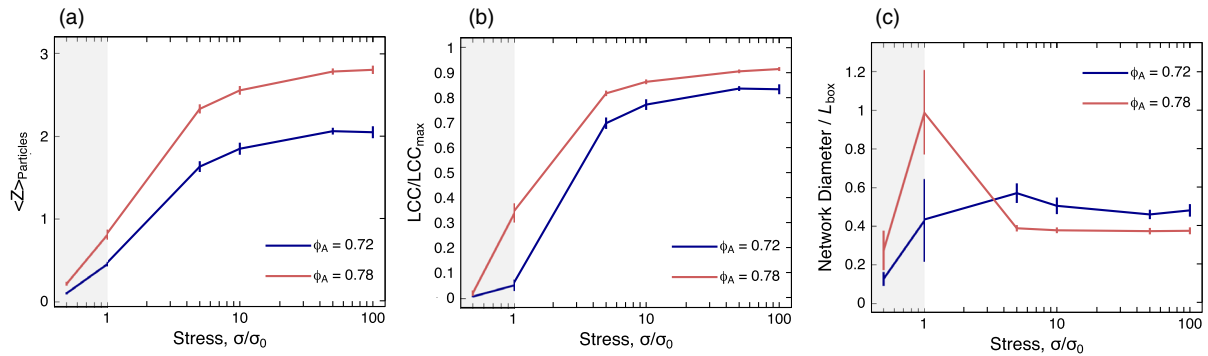 (a)
<Z>Particles
3
2
1
0
ϕA = 0.72
ϕA = 0.78
1
10
100
Stress, σ/σ0
(b)
LCC/LCCmax
1
0.9
0.8
0.7
0.6
0.5
0.4
0.3
0.2
0.1
0
ϕA = 0.72
ϕA = 0.78
1
10
100
Stress, σ/σ0
(c)
Network Diameter / Lbox
1.2
1
0.8
0.6
0.4
0.2
0
ϕA = 0.72
ϕA = 0.78
1
10
100
Stress, σ/σ0